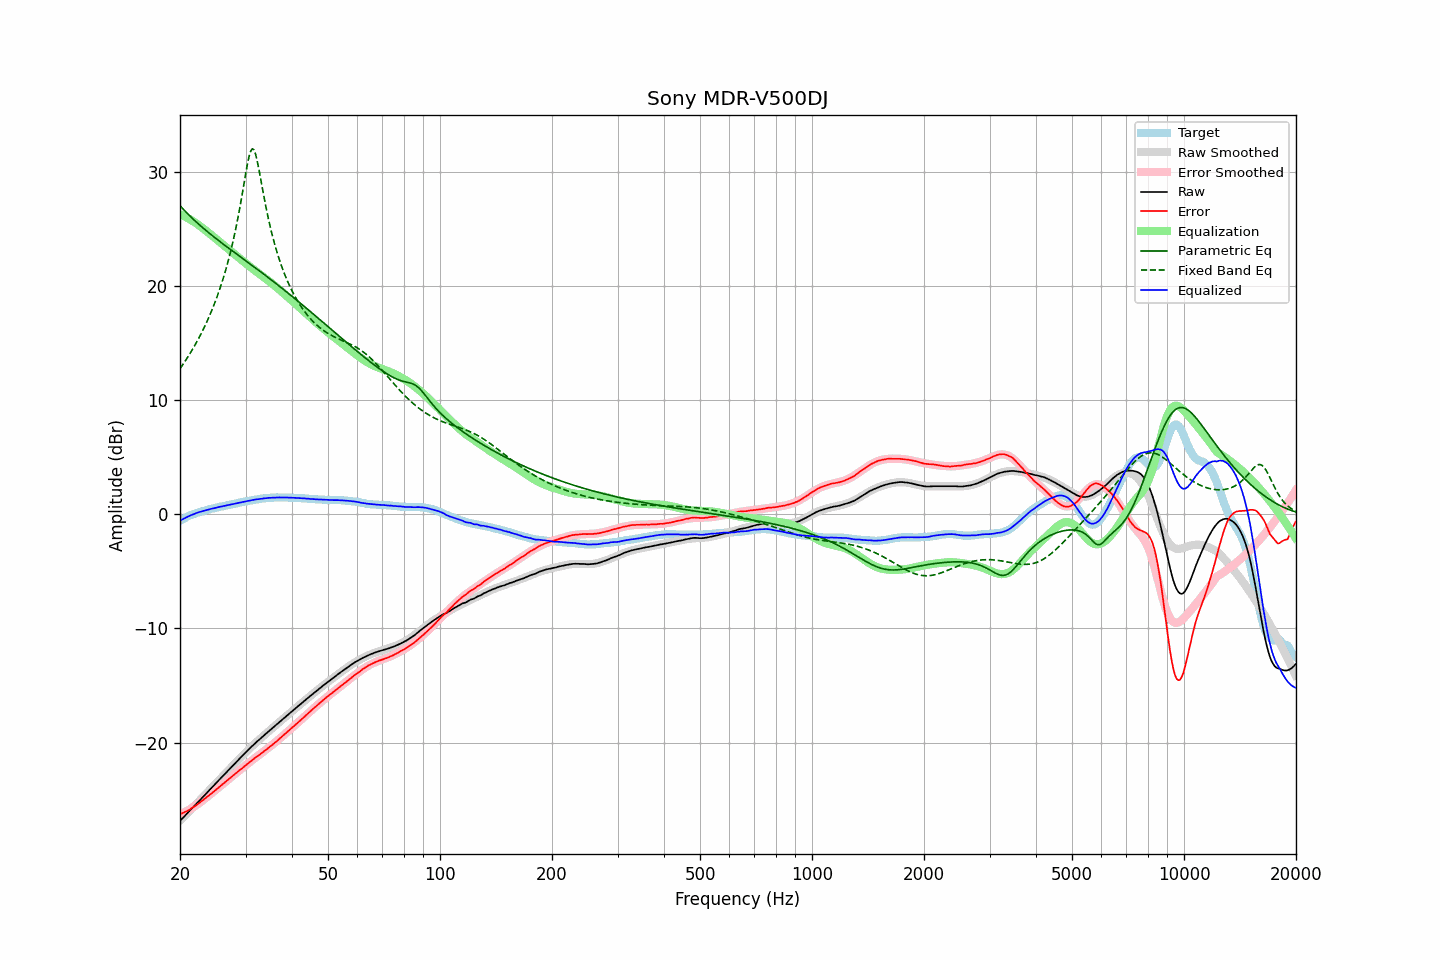 Sony MDR-V500DJ
Target
Raw Smoothed
Error Smoothed
Raw
Error
Equalization
Parametric Eq
Fixed Band Eq
Equalized
30
20
10
0
−10
−20
Amplitude (dBr)
20 50 100 200 500 1000 2000 5000 10000 20000
Frequency (Hz)